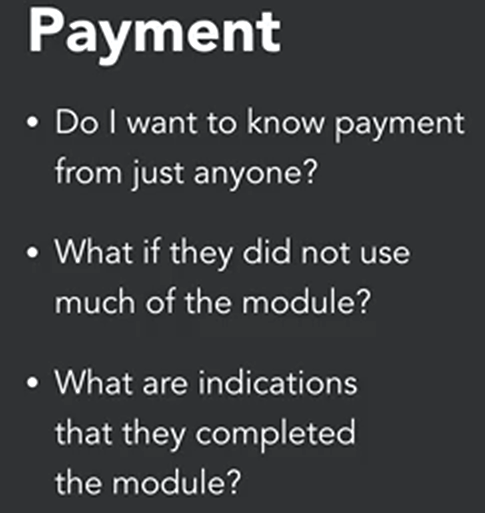 Payment
• Do I want to know payment
from just anyone?
• What if they did not use
much of the module?
• What are indications
that they completed
the module?